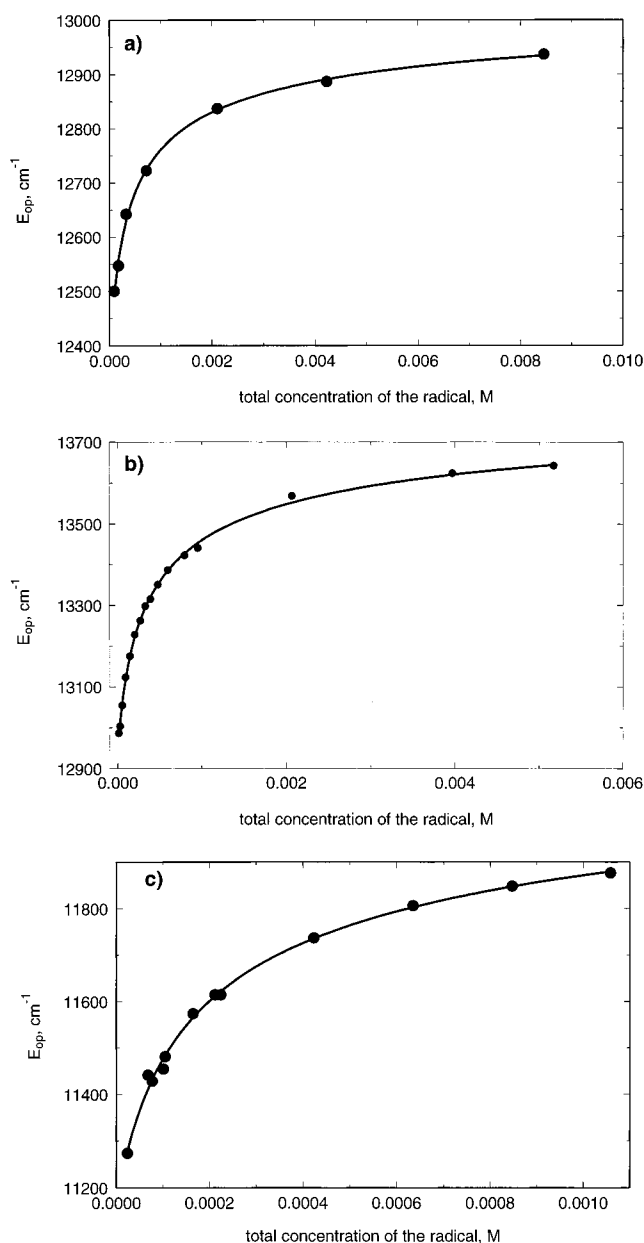 a)
13000
12900
12800
12700
12600
12500
12400
E_op, cm⁻¹
0.000 0.002 0.004 0.006 0.008 0.010
total concentration of the radical, M
b)
13700
13500
13300
13100
12900
E_op, cm⁻¹
0.000 0.002 0.004 0.006
total concentration of the radical, M
c)
11800
11600
11400
11200
E_op, cm⁻¹
0.0000 0.0002 0.0004 0.0006 0.0008 0.0010
total concentration of the radical, M